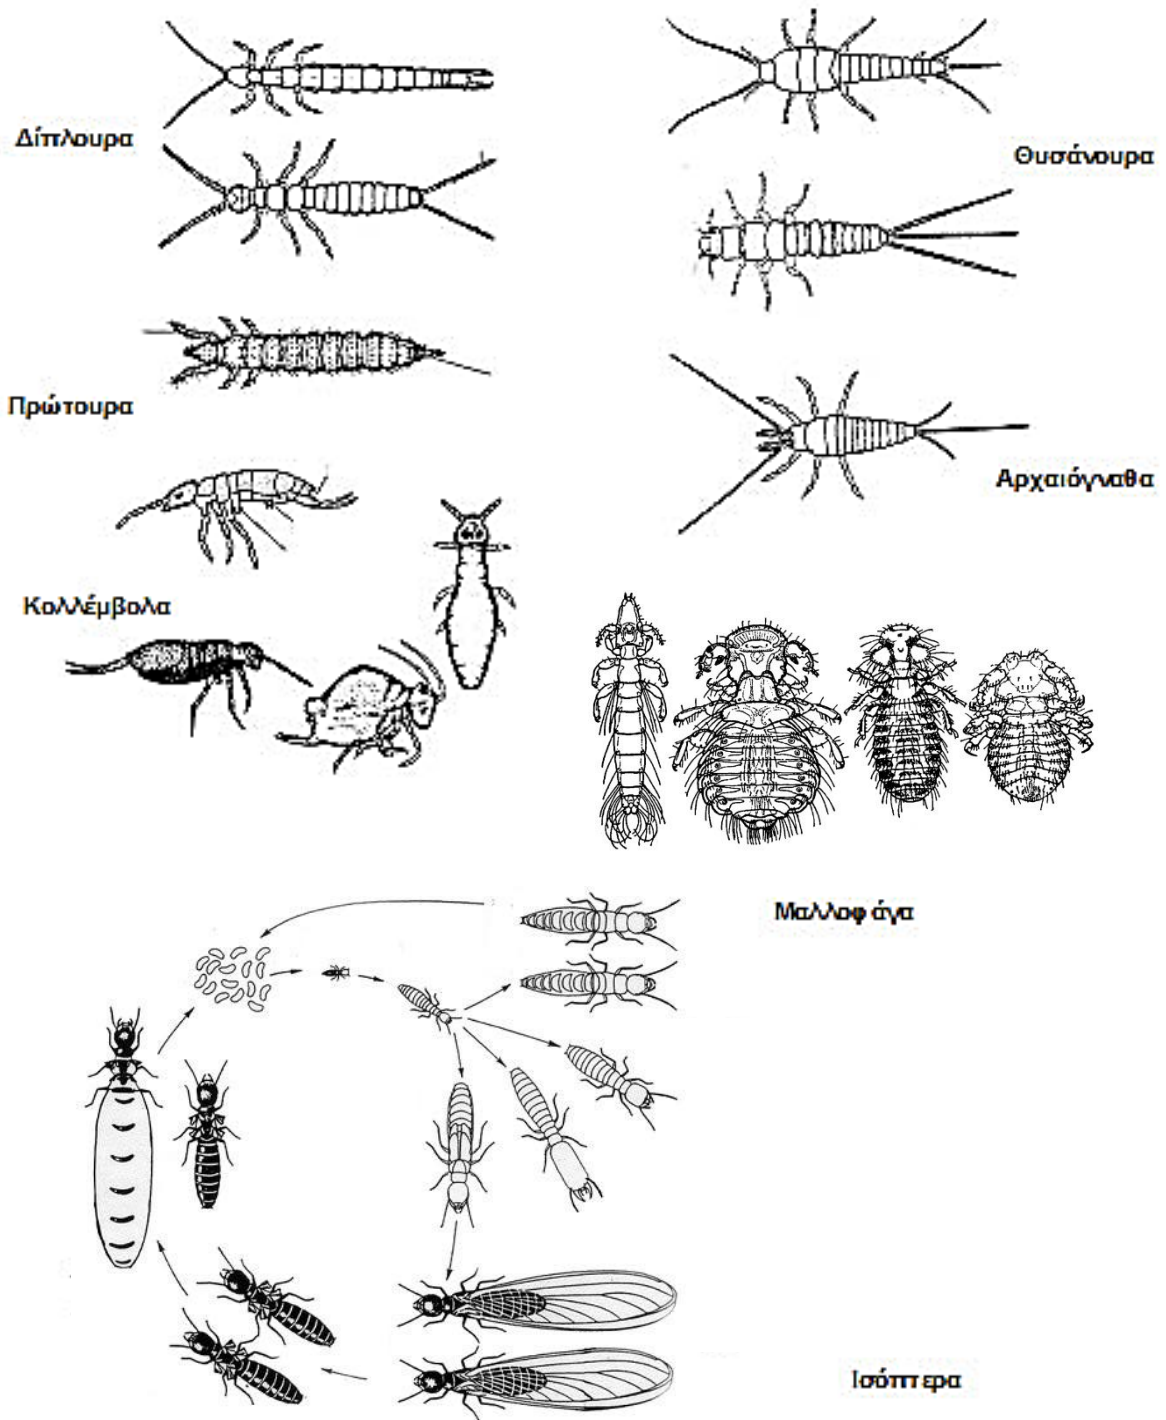 Δίπλουρα
Θυσάνουρα
Πρώτουρα
Αρχαιόγναθα
Κολλέμβολα
Μαλλοφάγα
Ισόπτερα